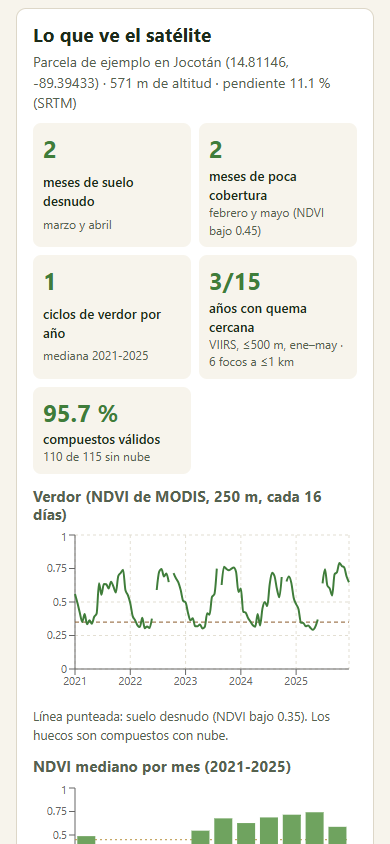 Lo que ve el satélite
Parcela de ejemplo en Jocotán (14.81146,
-89.39433) · 571 m de altitud · pendiente 11.1 %
(SRTM)
2
meses de suelo
desnudo
marzo y abril
2
meses de poca
cobertura
febrero y mayo (NDVI
bajo 0.45)
1
ciclos de verdor por
año
mediana 2021-2025
3/15
años con quema
cercana
VIIRS, ≤500 m, ene–may ·
6 focos a ≤1 km
95.7 %
compuestos válidos
110 de 115 sin nube
Verdor (NDVI de MODIS, 250 m, cada 16
días)
1
0.75
0.5
0.25
0
2021 2022 2023 2024 2025
Línea punteada: suelo desnudo (NDVI bajo 0.35). Los
huecos son compuestos con nube.
NDVI mediano por mes (2021-2025)
1
0.75
0.5